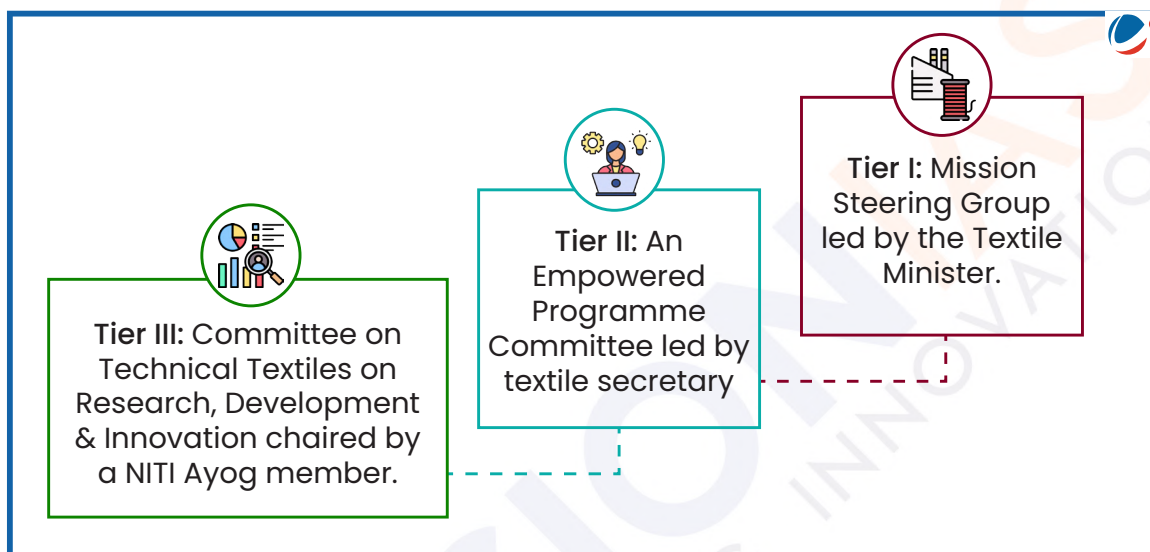 Tier I: Mission
Steering Group
led by the Textile
Minister.
Tier II: An
Empowered
Programme
Committee led by
textile secretary
Tier III: Committee on
Technical Textiles on
Research, Development
& Innovation chaired by
a NITI Ayog member.